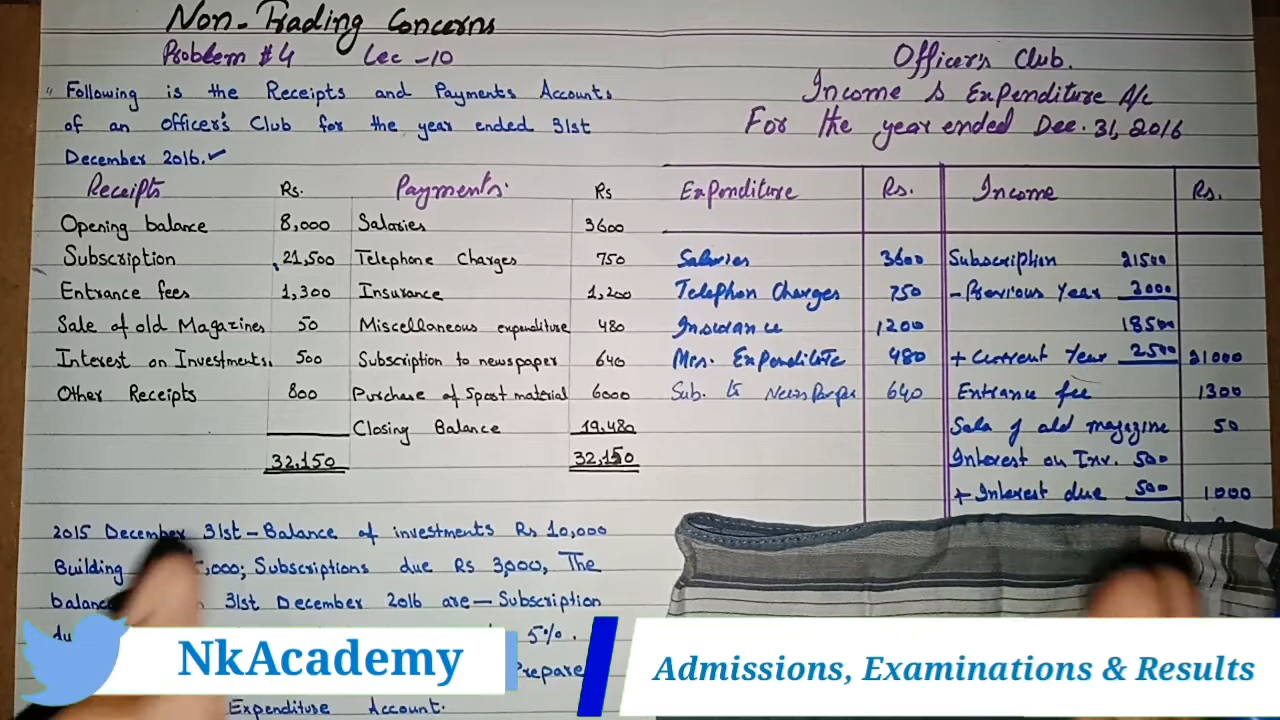 Non-Trading Concerns
Problem #4 Lec -10
" Following is the Receipts and Payments Accounts
of an officer's Club for the year ended 31st
December 2016.
Receipts Rs. Payments. Rs
Opening balance 8,000 Salaries 3600
Subscription 21,500 Telephone Charges 750
Entrance fees 1,300 Insurance 1,200
Sale of old Magazines 50 Miscellaneous expenditure 480
Interest on Investments. 500 Subscription to newspaper 640
Other Receipts 800 Purchase of Sport material 6000
Closing Balance 19,480
32,150 32,150
2015 December 31st - Balance of investments Rs 10,000
Building ,000; Subscriptions due Rs 3,000, The
balanc 31st December 2016 are - Subscription
du 5%.
Prepare
Expenditure Account.
Officer's Club.
Income & Expenditure A/c
For the year ended Dec. 31, 2016
Expenditure Rs. Income Rs.
Salaries 3600 Subscription 21500
Telephon Charges 750 - Previous Year 3000
Insurance 1200 18500
Mis. Expenditure 480 + Current Year 2500 21000
Sub. to News Parper 640 Entrance fee 1300
Sale of old magazine 50
Interest on Inv. 500
+ Interest due 500 1000
NkAcademy
Admissions, Examinations & Results